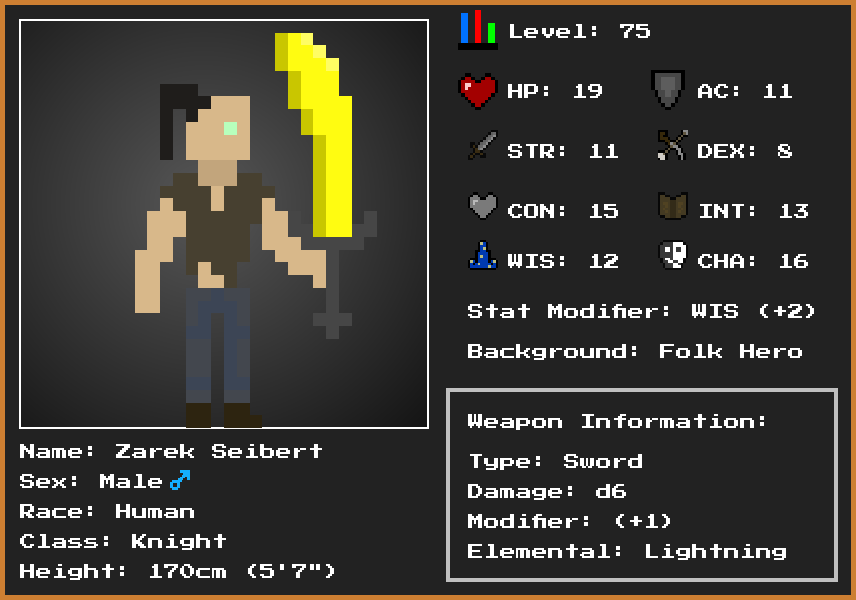 Level: 75
HP: 19
AC: 11
STR: 11
DEX: 8
CON: 15
INT: 13
WIS: 12
CHA: 16
Stat Modifier: WIS (+2)
Background: Folk Hero
Weapon Information:
Type: Sword
Damage: d6
Modifier: (+1)
Elemental: Lightning
Name: Zarek Seibert
Sex: Male♂
Race: Human
Class: Knight
Height: 170cm (5'7")